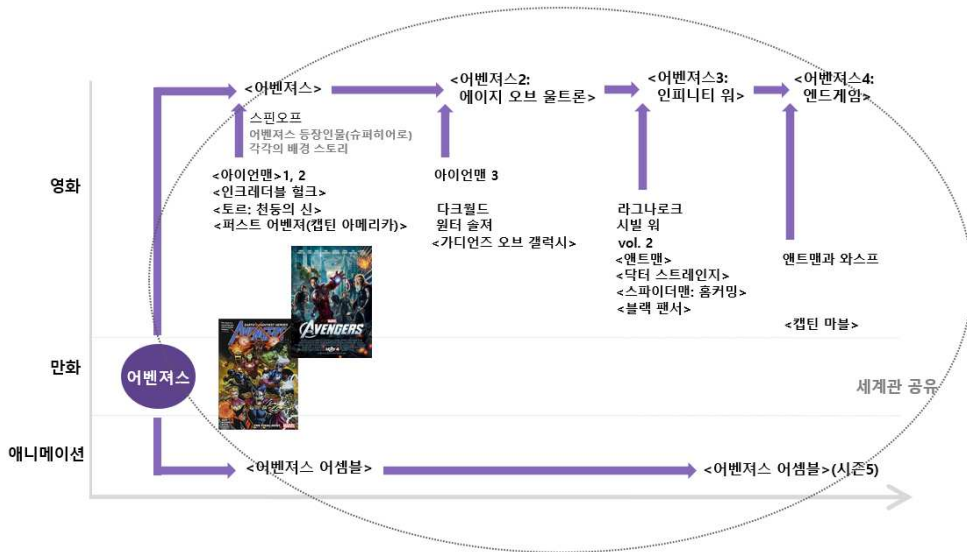 <어벤져스>
<어벤져스2:
에이지 오브 울트론>
<어벤져스3:
인피니티 워>
<어벤져스4:
엔드게임>
스핀오프
어벤져스 등장인물(슈퍼히어로)
각각의 배경 스토리
영화
<아이언맨>1, 2
<인크레더블 헐크>
<토르: 천둥의 신>
<퍼스트 어벤져(캡틴 아메리카)>
아이언맨 3
다크월드
윈터 솔져
<가디언즈 오브 갤럭시>
라그나로크
시빌 워
vol. 2
<앤트맨>
<닥터 스트레인지>
<스파이더맨: 홈커밍>
<블랙 팬서>
앤트맨과 와스프
<캡틴 마블>
AVENGERS
AVENGERS
만화
어벤져스
세계관 공유
애니메이션
<어벤져스 어셈블>
<어벤져스 어셈블>(시즌5)